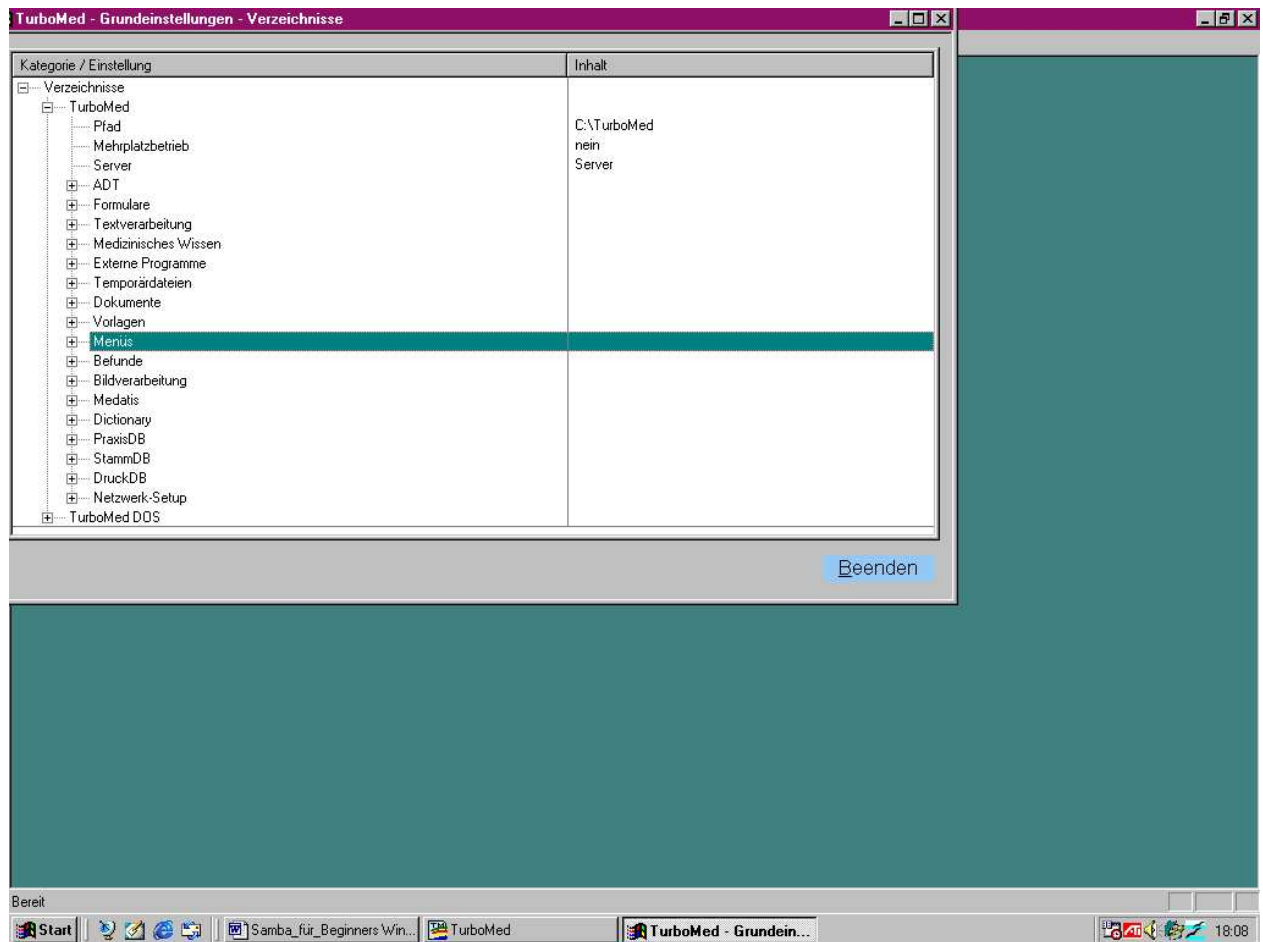 TurboMed - Grundeinstellungen - Verzeichnisse
Kategorie / Einstellung Inhalt
Verzeichnisse
TurboMed
Pfad C:\TurboMed
Mehrplatzbetrieb nein
Server Server
ADT
Formulare
Textverarbeitung
Medizinisches Wissen
Externe Programme
Temporärdateien
Dokumente
Vorlagen
Menüs
Befunde
Bildverarbeitung
Medatis
Dictionary
PraxisDB
StammDB
DruckDB
Netzwerk-Setup
TurboMed DOS
Beenden
Bereit
Start Samba_für_Beginners Win... TurboMed TurboMed - Grundein... 18:08